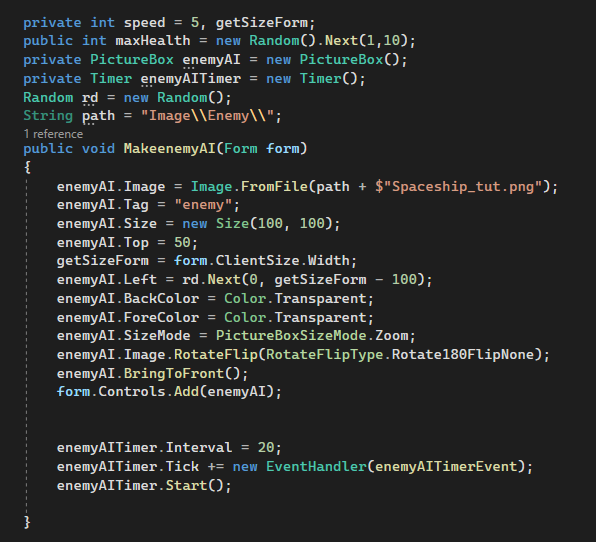 private int speed = 5, getSizeForm;
public int maxHealth = new Random().Next(1,10);
private PictureBox enemyAI = new PictureBox();
private Timer enemyAITimer = new Timer();
Random rd = new Random();
String path = "Image\\Enemy\\";
1 reference
public void MakeenemyAI(Form form)
{
    enemyAI.Image = Image.FromFile(path + $"Spaceship_tut.png");
    enemyAI.Tag = "enemy";
    enemyAI.Size = new Size(100, 100);
    enemyAI.Top = 50;
    getSizeForm = form.ClientSize.Width;
    enemyAI.Left = rd.Next(0, getSizeForm - 100);
    enemyAI.BackColor = Color.Transparent;
    enemyAI.ForeColor = Color.Transparent;
    enemyAI.SizeMode = PictureBoxSizeMode.Zoom;
    enemyAI.Image.RotateFlip(RotateFlipType.Rotate180FlipNone);
    enemyAI.BringToFront();
    form.Controls.Add(enemyAI);
    enemyAITimer.Interval = 20;
    enemyAITimer.Tick += new EventHandler(enemyAITimerEvent);
    enemyAITimer.Start();
}